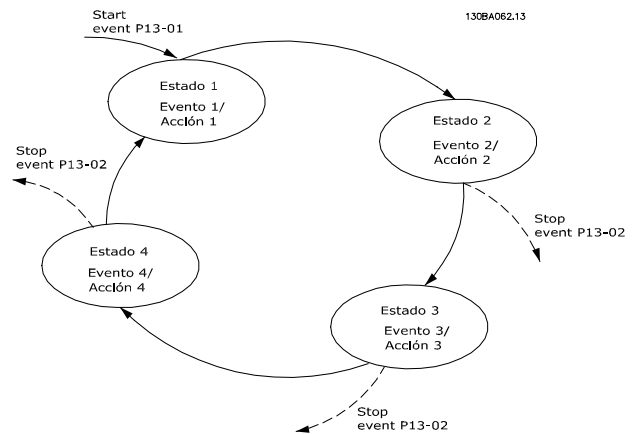 Start
event P13-01
130BA062.13
Estado 1
Evento 1/
Acción 1
Estado 2
Evento 2/
Acción 2
Stop
event P13-02
Stop
event P13-02
Estado 4
Evento 4/
Acción 4
Estado 3
Evento 3/
Acción 3
Stop
event P13-02